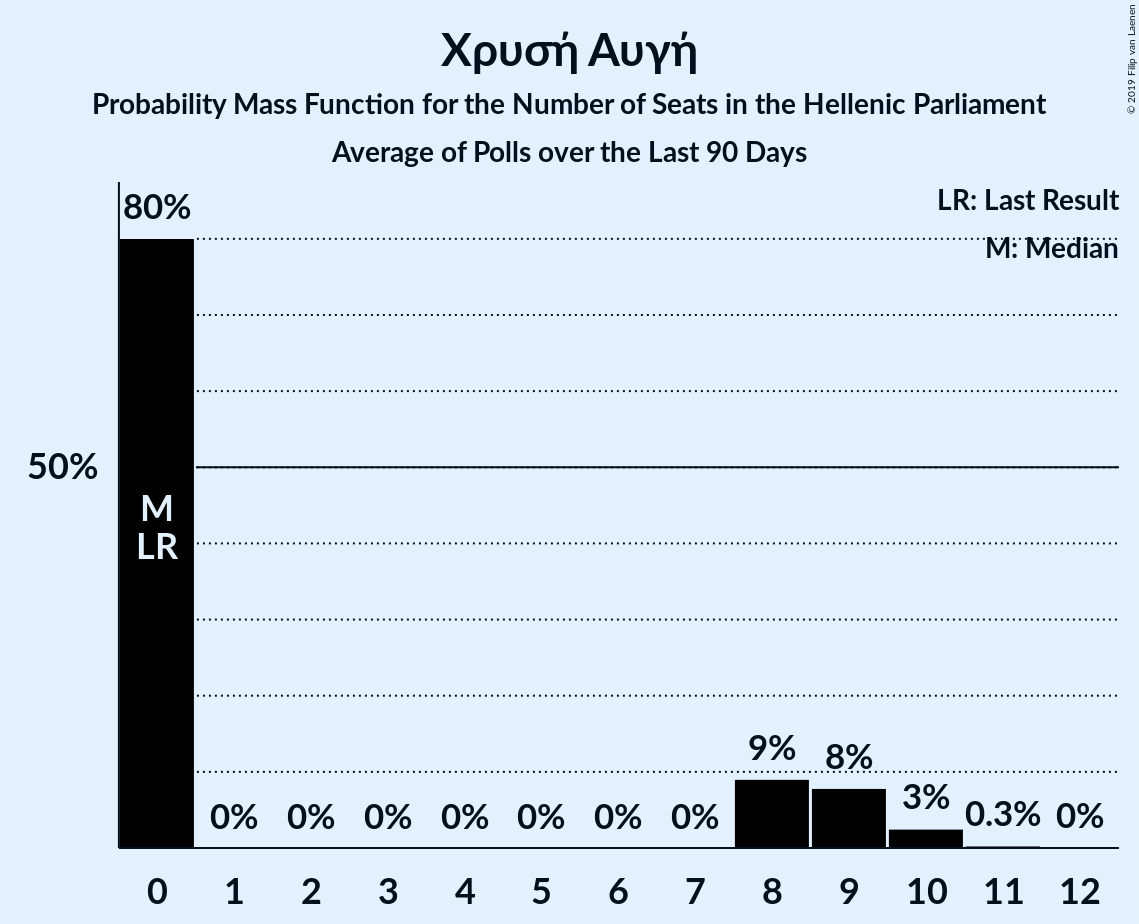 Χρυσή Αυγή
Probability Mass Function for the Number of Seats in the Hellenic Parliament
Average of Polls over the Last 90 Days
© 2019 Filip van Laenen
LR: Last Result
M: Median
80%
50%
M
LR
0% 0% 0% 0% 0% 0% 0% 9% 8% 3% 0.3% 0%
0 1 2 3 4 5 6 7 8 9 10 11 12